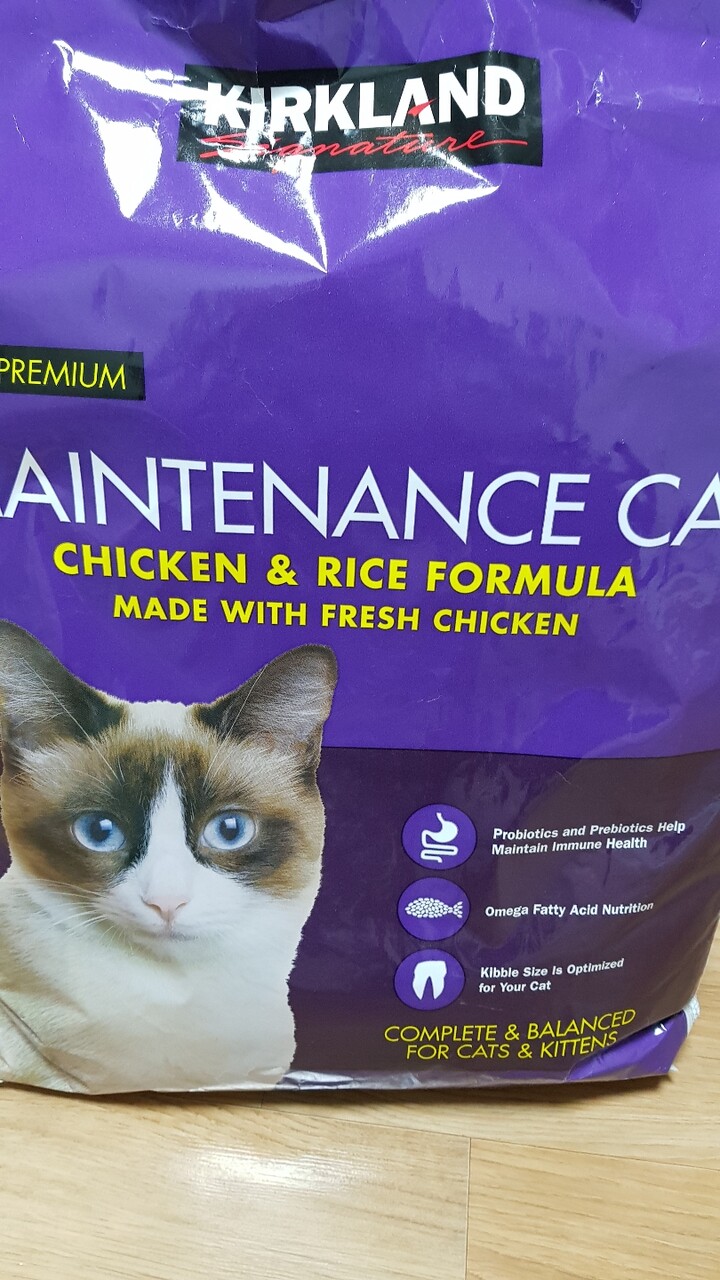 KIRKLAND
Signature
PREMIUM
AINTENANCE CA
CHICKEN & RICE FORMULA
MADE WITH FRESH CHICKEN
Probiotics and Prebiotics Help
Maintain Immune Health
Omega Fatty Acid Nutrition
Kibble Size Is Optimized
for Your Cat
COMPLETE & BALANCED
FOR CATS & KITTENS